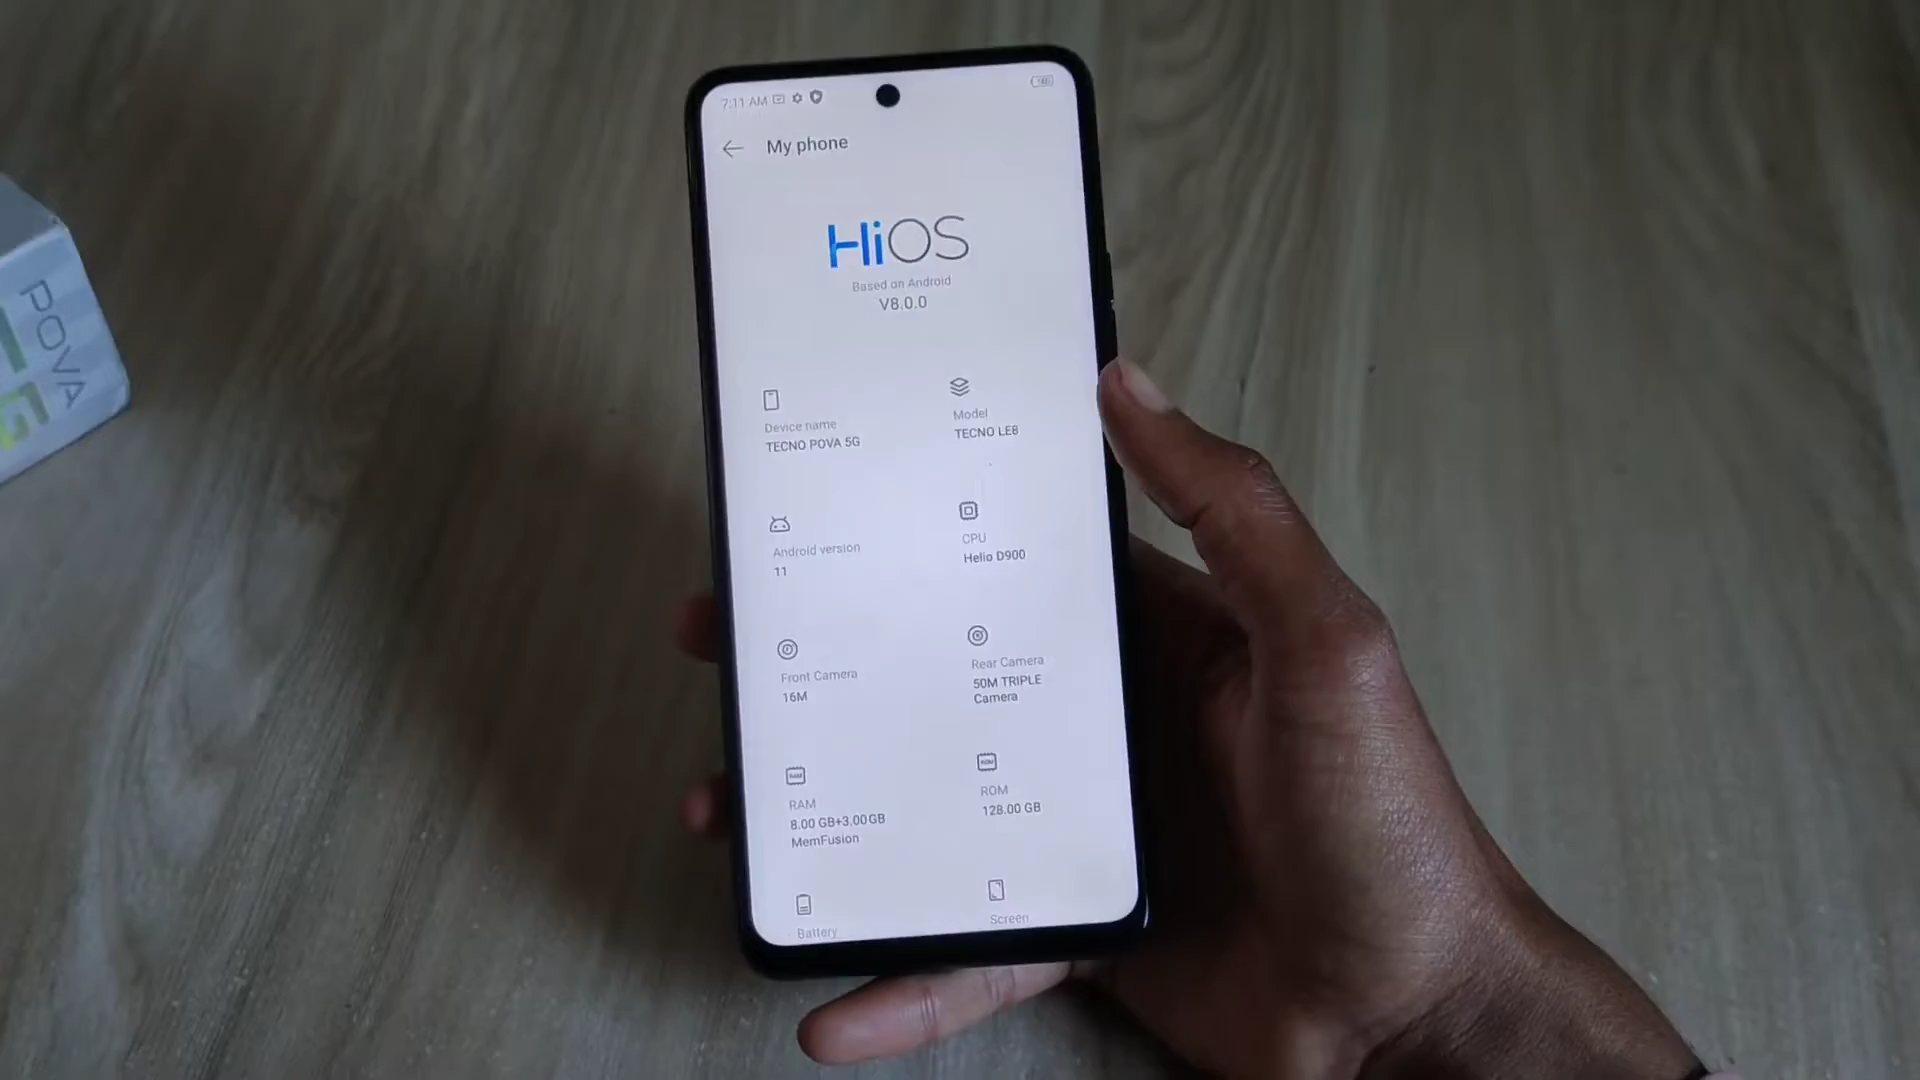 7:11 AM
My phone
HiOS
Based on Android
V8.0.0
Device name
TECNO POVA 5G
Model
TECNO LE8
Android version
11
CPU
Helio D900
Front Camera
16M
Rear Camera
50M TRIPLE
Camera
RAM
8.00 GB+3.00GB
MemFusion
ROM
128.00 GB
Battery
Screen
POVA
5G